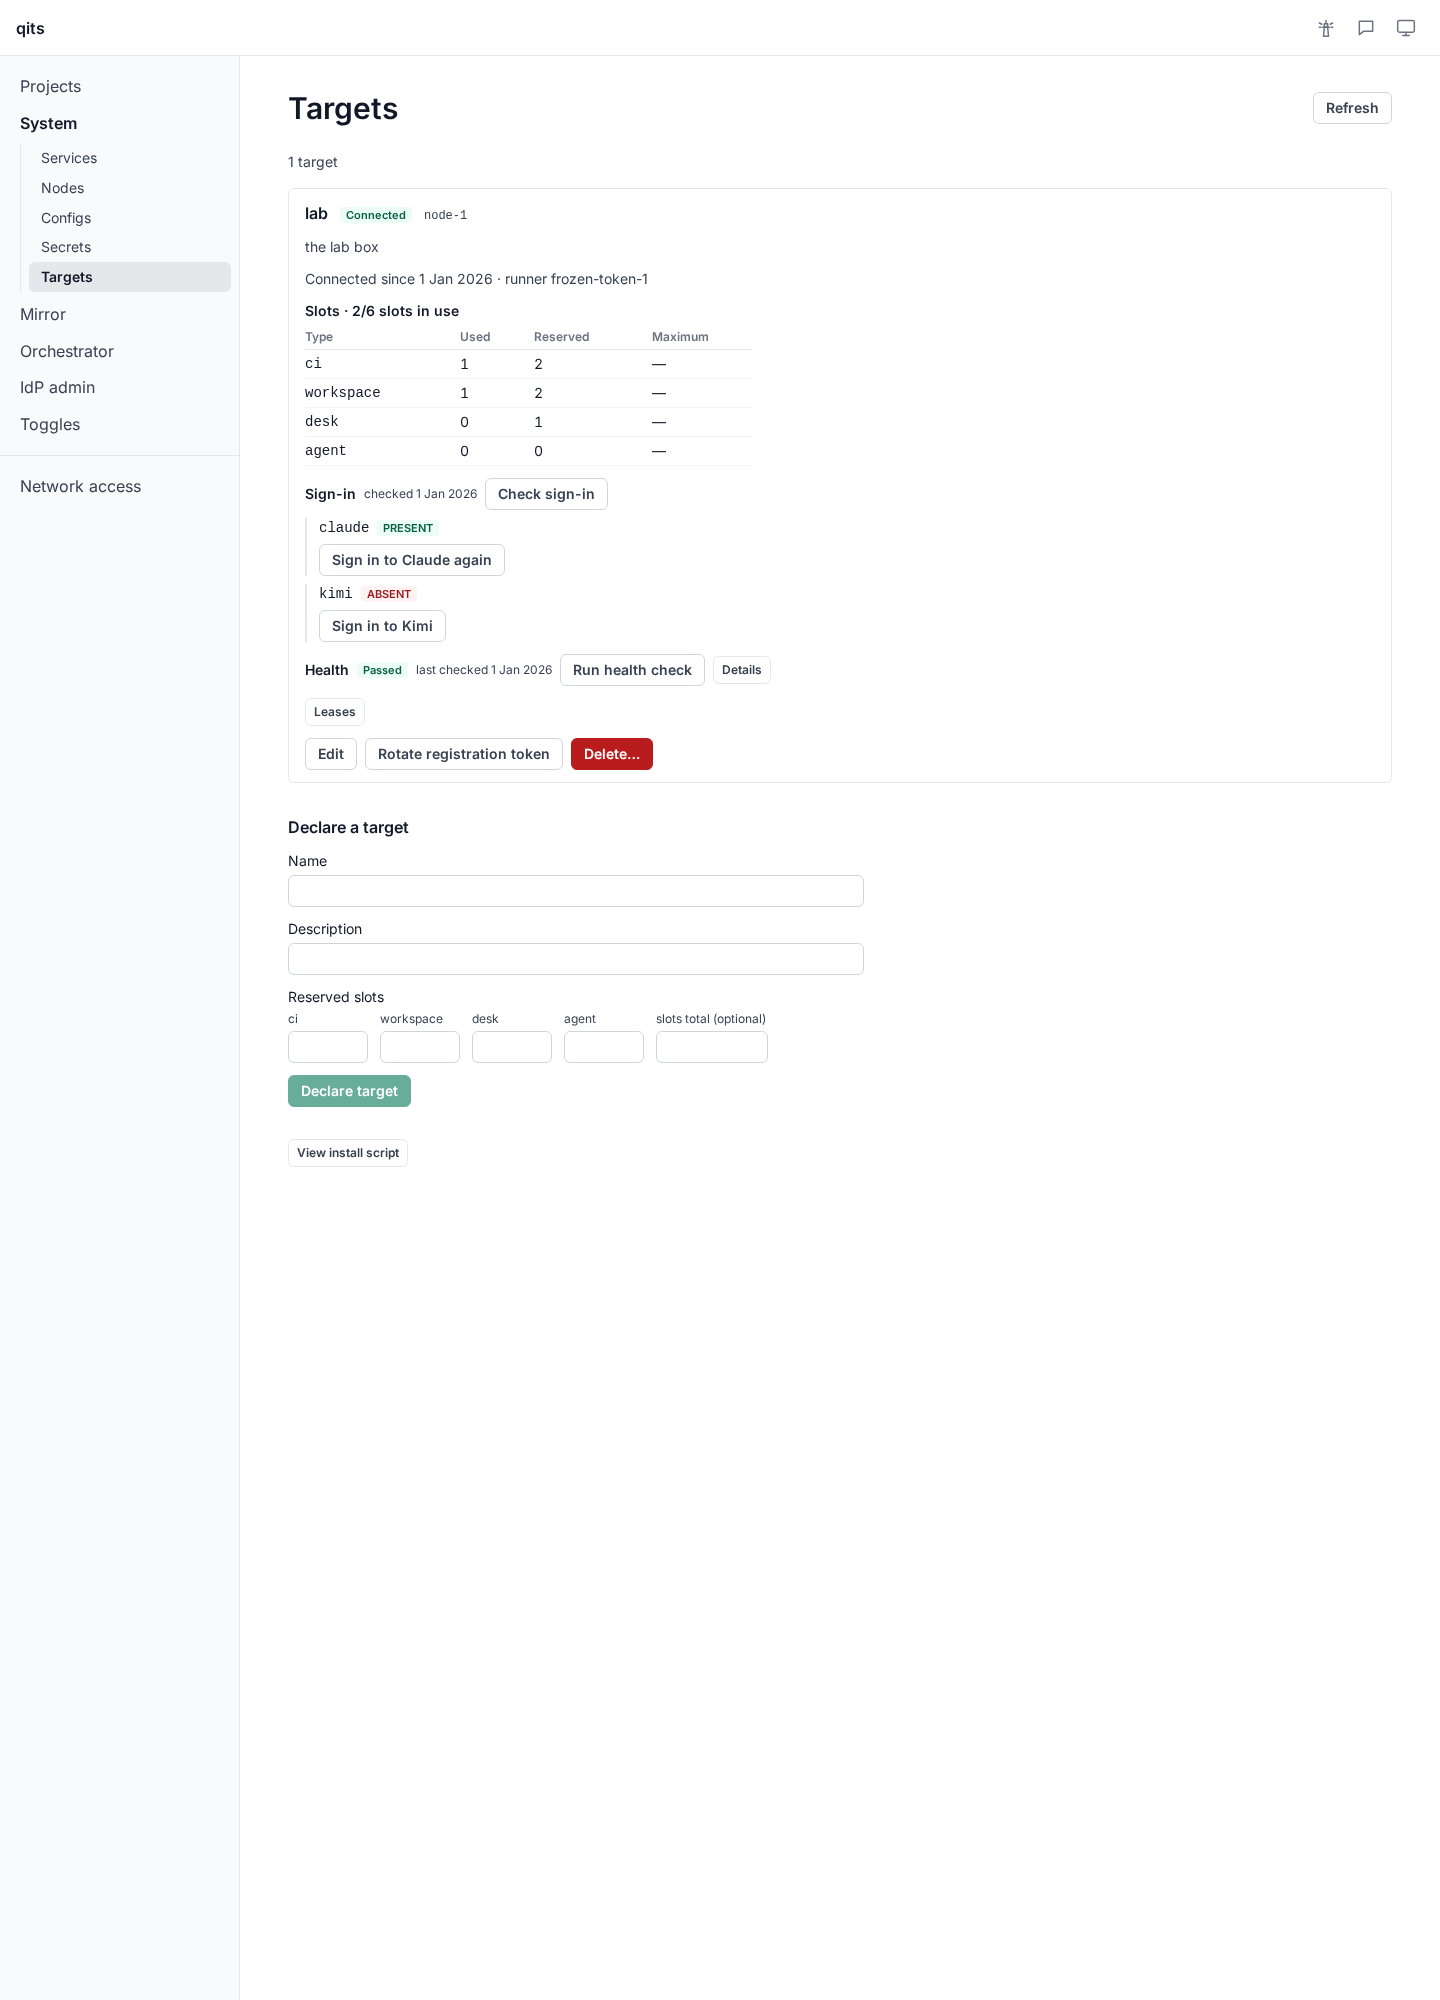 qits
Projects
System
Services
Nodes
Configs
Secrets
Targets
Mirror
Orchestrator
IdP admin
Toggles
Network access
Targets
Refresh
1 target
lab Connected node-1
the lab box
Connected since 1 Jan 2026 · runner frozen-token-1
Slots · 2/6 slots in use
Type Used Reserved Maximum
ci 1 2 —
workspace 1 2 —
desk 0 1 —
agent 0 0 —
Sign-in checked 1 Jan 2026 Check sign-in
claude PRESENT
Sign in to Claude again
kimi ABSENT
Sign in to Kimi
Health Passed last checked 1 Jan 2026 Run health check Details
Leases
Edit Rotate registration token Delete…
Declare a target
Name
Description
Reserved slots
ci workspace desk agent slots total (optional)
Declare target
View install script